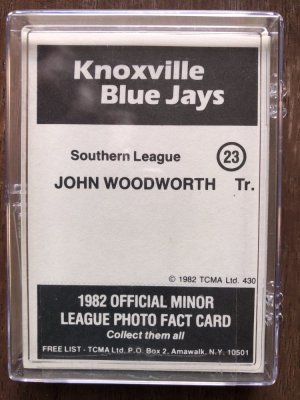 Knoxville
Blue Jays
Southern League 23
JOHN WOODWORTH Tr.
© 1982 TCMA Ltd. 430
1982 OFFICIAL MINOR
LEAGUE PHOTO FACT CARD
Collect them all
FREE LIST - TCMA Ltd. P.O. Box 2, Amawalk, N.Y. 10501